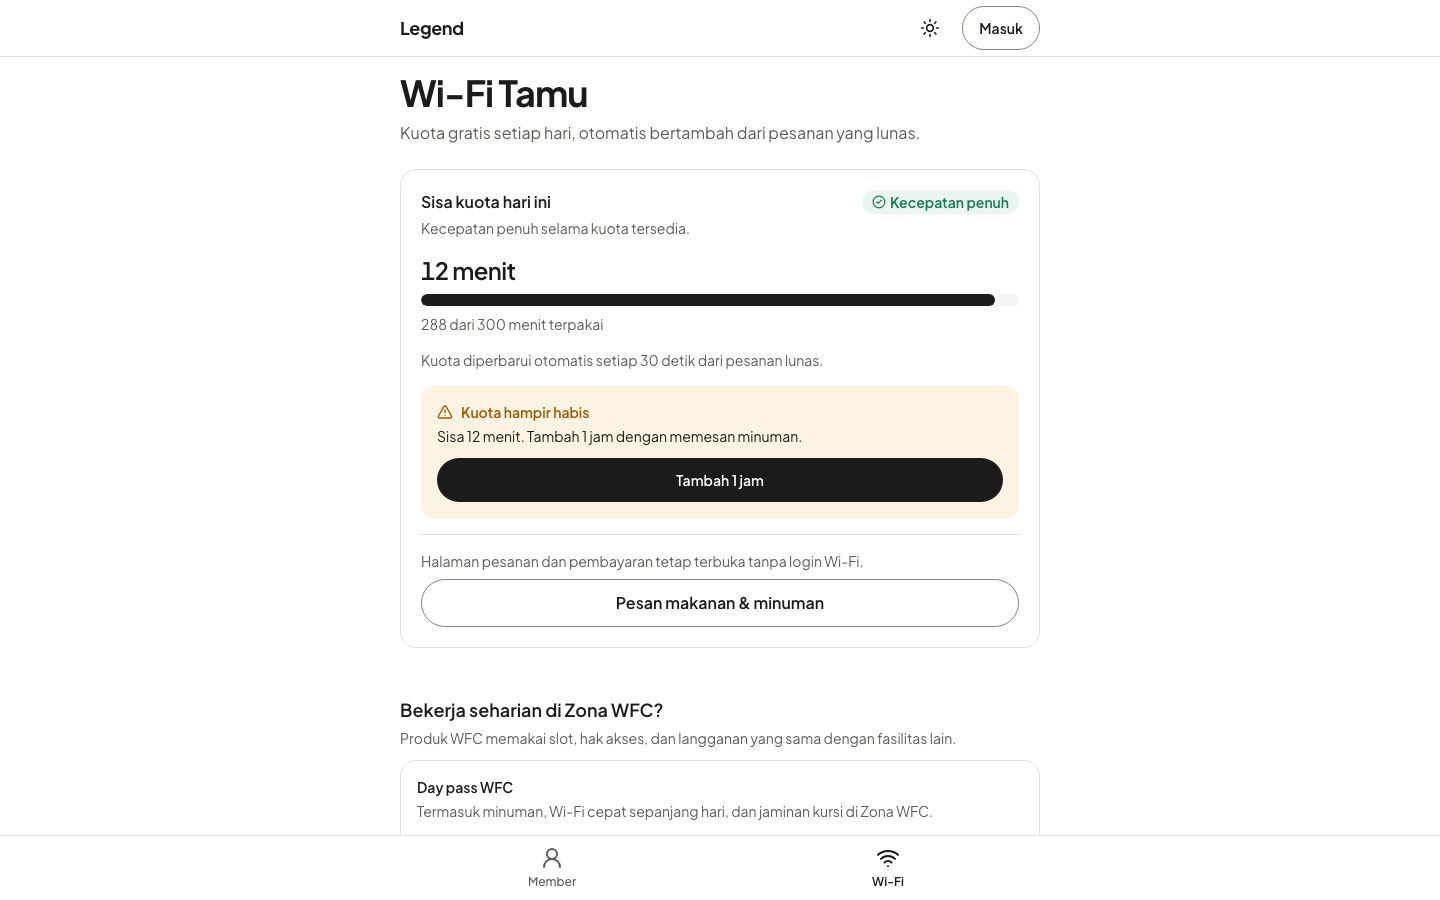 Legend
Masuk
Wi-Fi Tamu
Kuota gratis setiap hari, otomatis bertambah dari pesanan yang lunas.
Sisa kuota hari ini
Kecepatan penuh
Kecepatan penuh selama kuota tersedia.
12 menit
288 dari 300 menit terpakai
Kuota diperbarui otomatis setiap 30 detik dari pesanan lunas.
Kuota hampir habis
Sisa 12 menit. Tambah 1 jam dengan memesan minuman.
Tambah 1 jam
Halaman pesanan dan pembayaran tetap terbuka tanpa login Wi-Fi.
Pesan makanan & minuman
Bekerja seharian di Zona WFC?
Produk WFC memakai slot, hak akses, dan langganan yang sama dengan fasilitas lain.
Day pass WFC
Termasuk minuman, Wi-Fi cepat sepanjang hari, dan jaminan kursi di Zona WFC.
Member
Wi-Fi